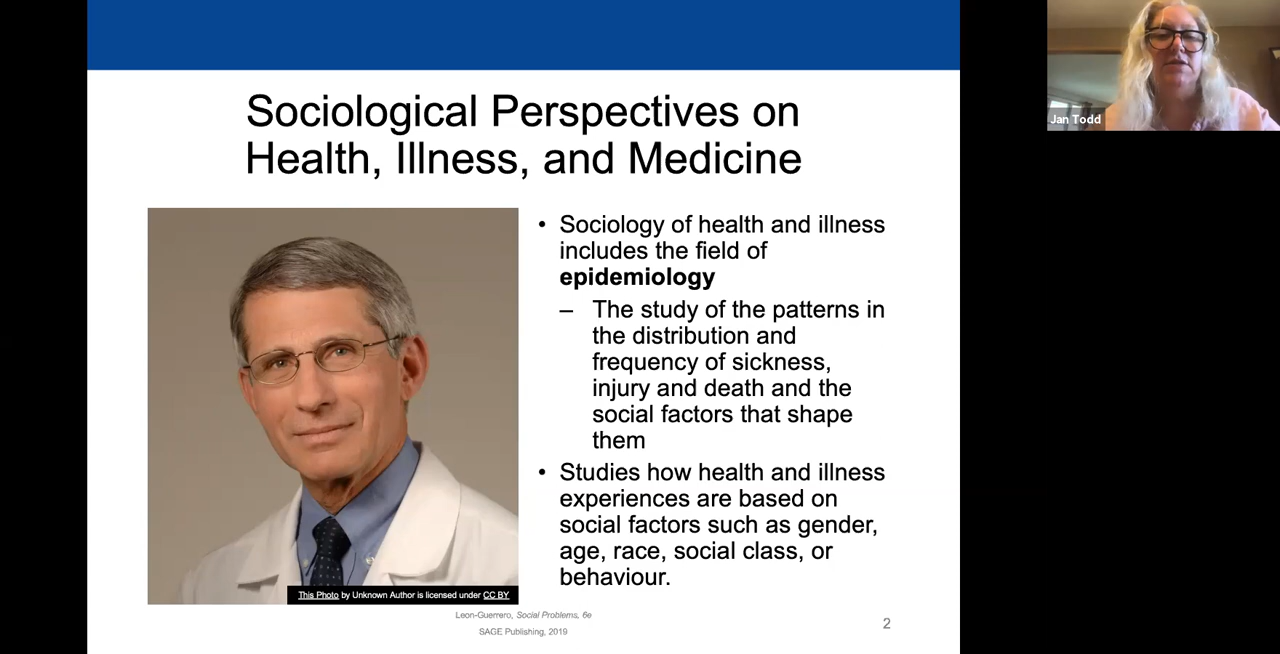 Sociological Perspectives on
Health, Illness, and Medicine
• Sociology of health and illness
includes the field of
epidemiology
– The study of the patterns in
the distribution and
frequency of sickness,
injury and death and the
social factors that shape
them
• Studies how health and illness
experiences are based on
social factors such as gender,
age, race, social class, or
behaviour.
This Photo by Unknown Author is licensed under CC BY
Leon-Guerrero, Social Problems, 6e
SAGE Publishing, 2019
2
Jan Todd